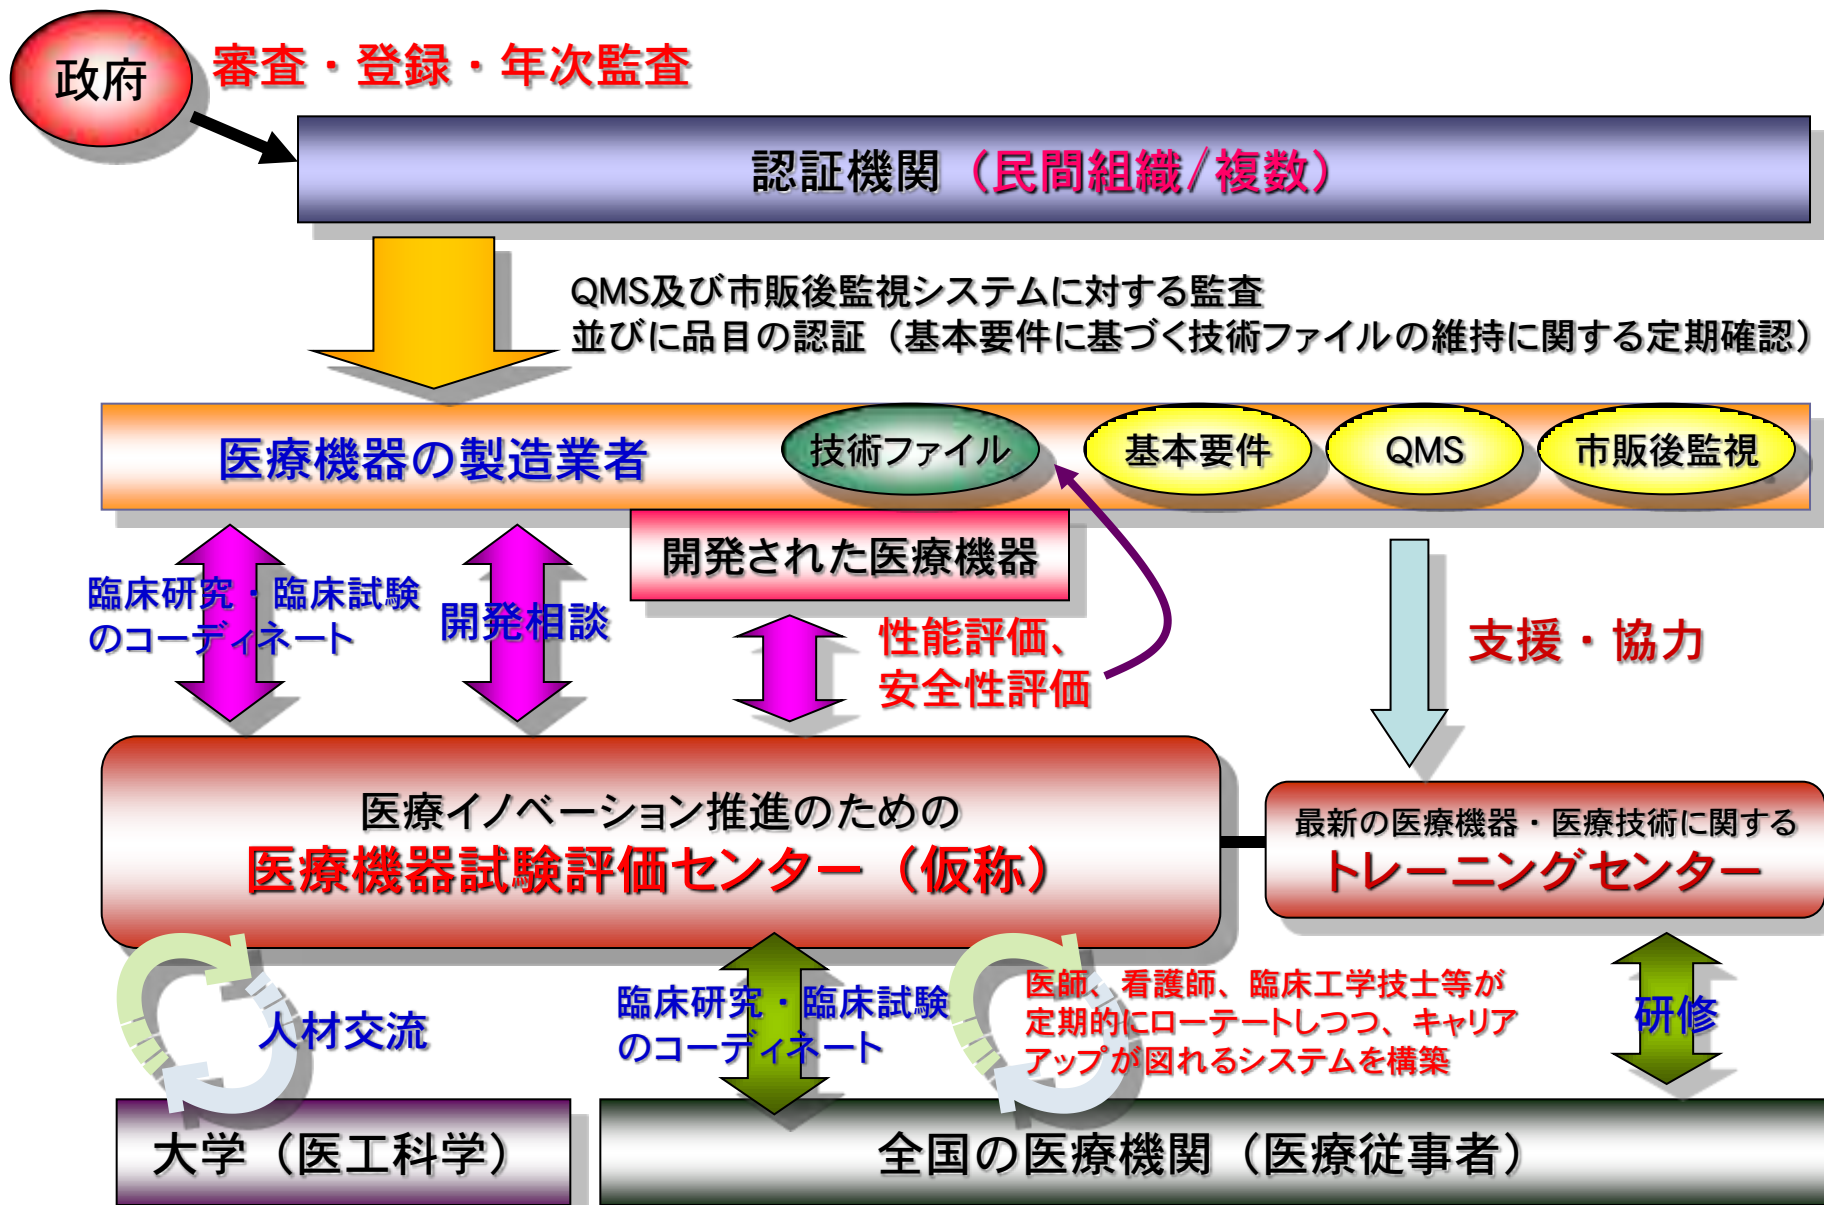 政府
審査・登録・年次監査
認証機関（民間組織/複数）
QMS及び市販後監視システムに対する監査
並びに品目の認証（基本要件に基づく技術ファイルの維持に関する定期確認）
医療機器の製造業者
技術ファイル
基本要件
QMS
市販後監視
開発された医療機器
臨床研究・臨床試験
のコーディネート
開発相談
性能評価、
安全性評価
支援・協力
医療イノベーション推進のための
医療機器試験評価センター（仮称）
最新の医療機器・医療技術に関する
トレーニングセンター
人材交流
臨床研究・臨床試験
のコーディネート
医師、看護師、臨床工学技士等が
定期的にローテートしつつ、キャリア
アップが図れるシステムを構築
研修
大学（医工科学）
全国の医療機関（医療従事者）